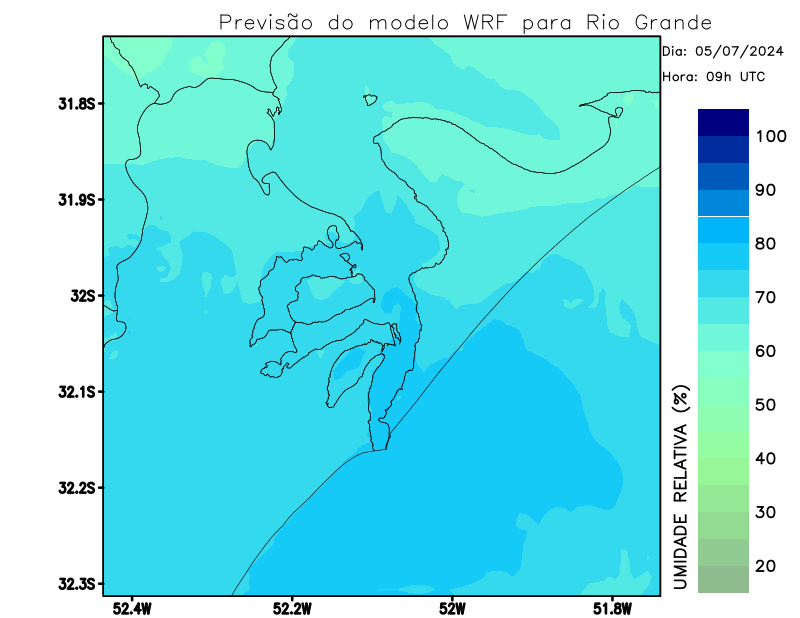 Previsão do modelo WRF para Rio Grande
Dia: 05/07/2024
Hora: 09h UTC
31.8S
31.9S
32S
32.1S
32.2S
32.3S
52.4W
52.2W
52W
51.8W
UMIDADE RELATIVA (%)
100
90
80
70
60
50
40
30
20